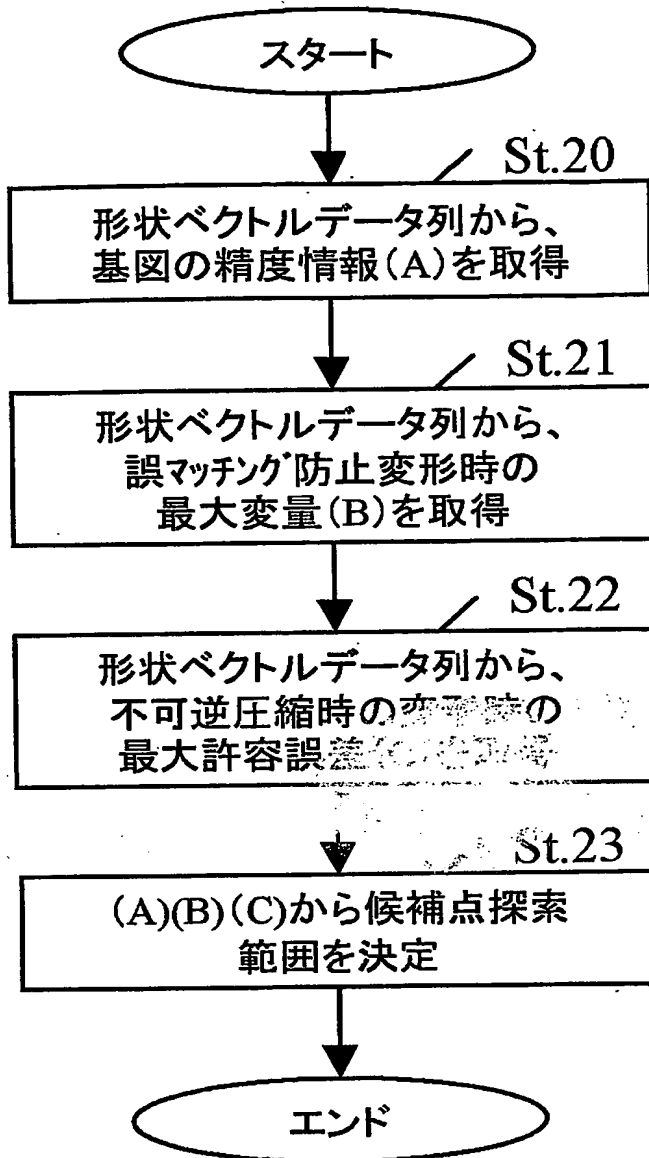 スタート
St.20
形状ベクトルデータ列から、
基図の精度情報(A)を取得
St.21
形状ベクトルデータ列から、
誤マッチング防止変形時の
最大変量(B)を取得
St.22
形状ベクトルデータ列から、
不可逆圧縮時の変形時の
最大許容誤差
St.23
(A)(B)(C)から候補点探索
範囲を決定
エンド